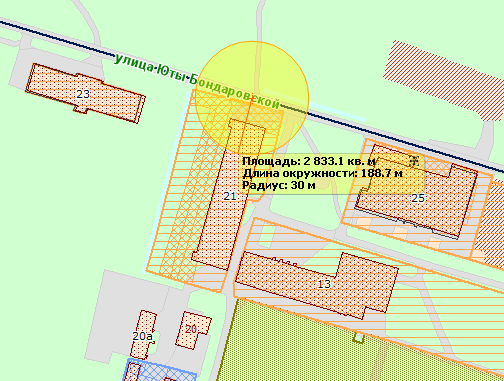 улица Юты Бондаровской
23
Площадь: 2 833.1 кв. м
Длина окружности: 188.7 м
Радиус: 30 м
21
25
13
20а
20